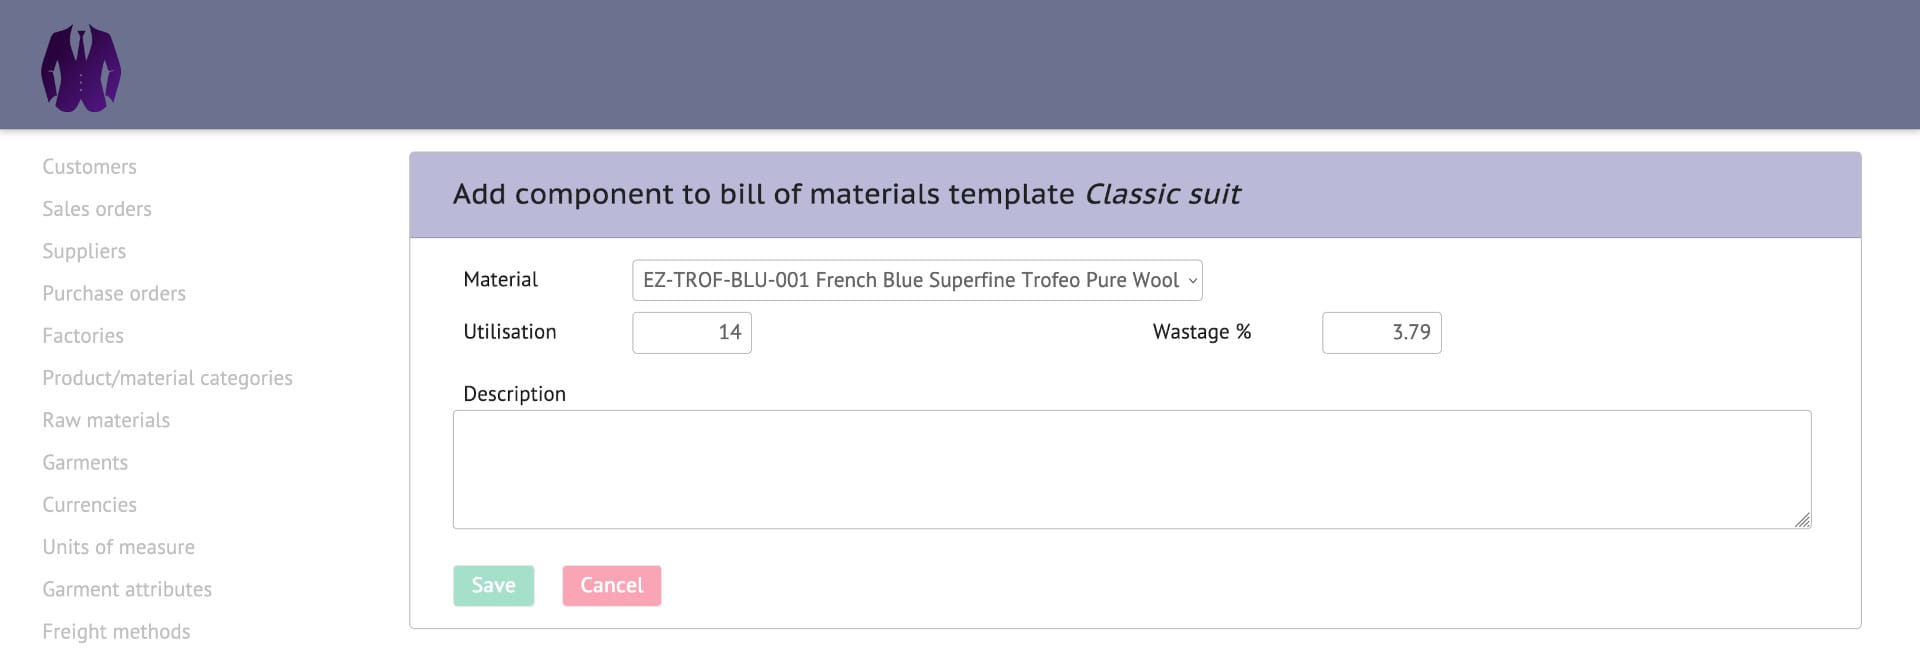 Customers
Sales orders
Suppliers
Purchase orders
Factories
Product/material categories
Raw materials
Garments
Currencies
Units of measure
Garment attributes
Freight methods
Add component to bill of materials template Classic suit
Material EZ-TROF-BLU-001 French Blue Superfine Trofeo Pure Wool
Utilisation 14 Wastage % 3.79
Description
Save Cancel